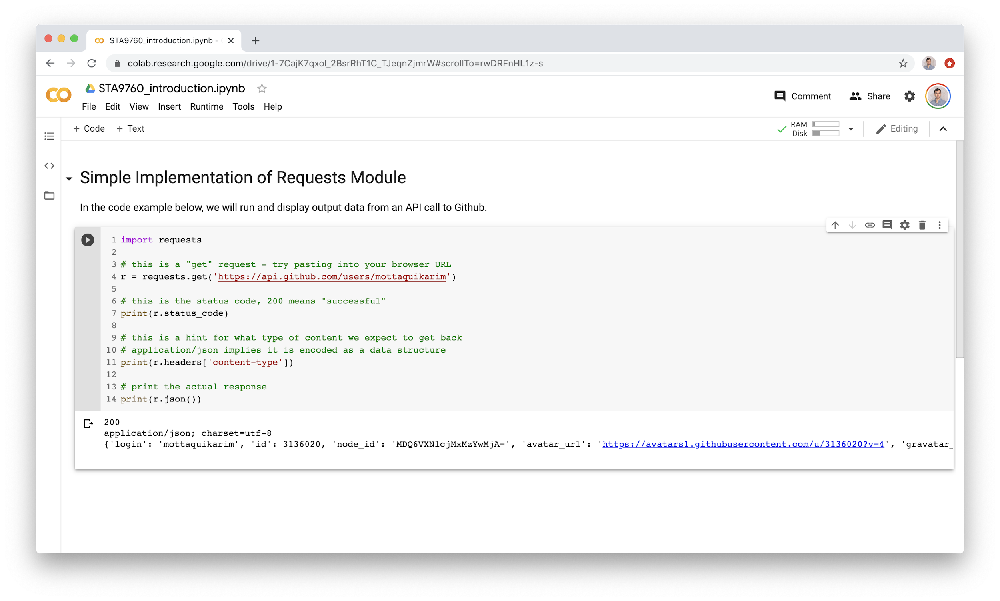 STA9760_introduction.ipynb -
colab.research.google.com/drive/1-7CajK7qxol_2BsrRhT1C_TJeqnZjmrW#scrollTo=rwDRFnHL1z-s
STA9760_introduction.ipynb
Comment Share
File Edit View Insert Runtime Tools Help
+ Code + Text
RAM
Disk
Editing
Simple Implementation of Requests Module
In the code example below, we will run and display output data from an API call to Github.
1 import requests
2
3 # this is a "get" request - try pasting into your browser URL
4 r = requests.get('https://api.github.com/users/mottaquikarim')
5
6 # this is the status code, 200 means "successful"
7 print(r.status_code)
8
9 # this is a hint for what type of content we expect to get back
10 # application/json implies it is encoded as a data structure
11 print(r.headers['content-type'])
12
13 # print the actual response
14 print(r.json())
200
application/json; charset=utf-8
{'login': 'mottaquikarim', 'id': 3136020, 'node_id': 'MDQ6VXNlcjMxMzYwMjA=', 'avatar_url': 'https://avatars1.githubusercontent.com/u/3136020?v=4', 'gravatar_